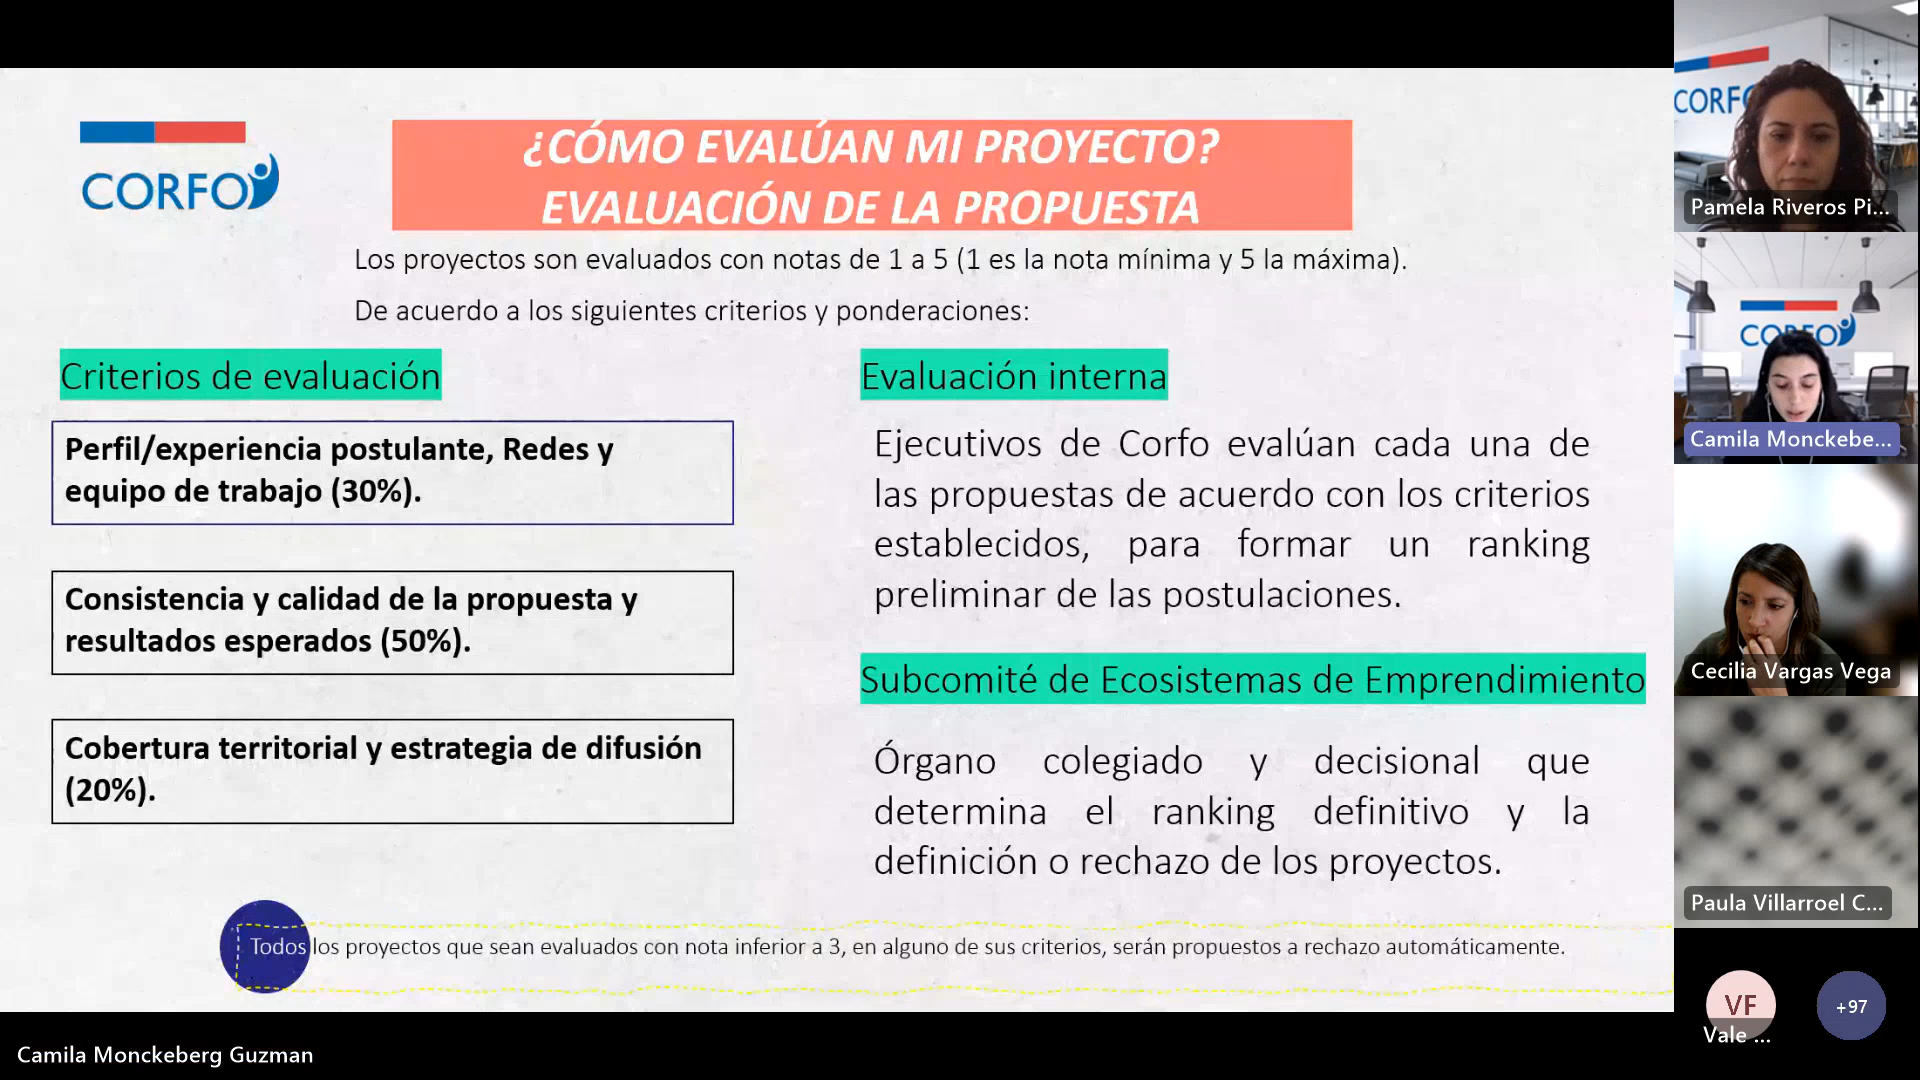 CORFO
¿CÓMO EVALÚAN MI PROYECTO?
EVALUACIÓN DE LA PROPUESTA
Los proyectos son evaluados con notas de 1 a 5 (1 es la nota mínima y 5 la máxima).
De acuerdo a los siguientes criterios y ponderaciones:
Criterios de evaluación
Perfil/experiencia postulante, Redes y
equipo de trabajo (30%).
Consistencia y calidad de la propuesta y
resultados esperados (50%).
Cobertura territorial y estrategia de difusión
(20%).
Evaluación interna
Ejecutivos de Corfo evalúan cada una de
las propuestas de acuerdo con los criterios
establecidos, para formar un ranking
preliminar de las postulaciones.
Subcomité de Ecosistemas de Emprendimiento
Órgano colegiado y decisional que
determina el ranking definitivo y la
definición o rechazo de los proyectos.
Todos los proyectos que sean evaluados con nota inferior a 3, en alguno de sus criterios, serán propuestos a rechazo automáticamente.
Camila Monckeberg Guzman
CORFO
Pamela Riveros Pi...
CORFO
Camila Monckebe...
Cecilia Vargas Vega
Paula Villarroel C...
VF
Vale ...
+97